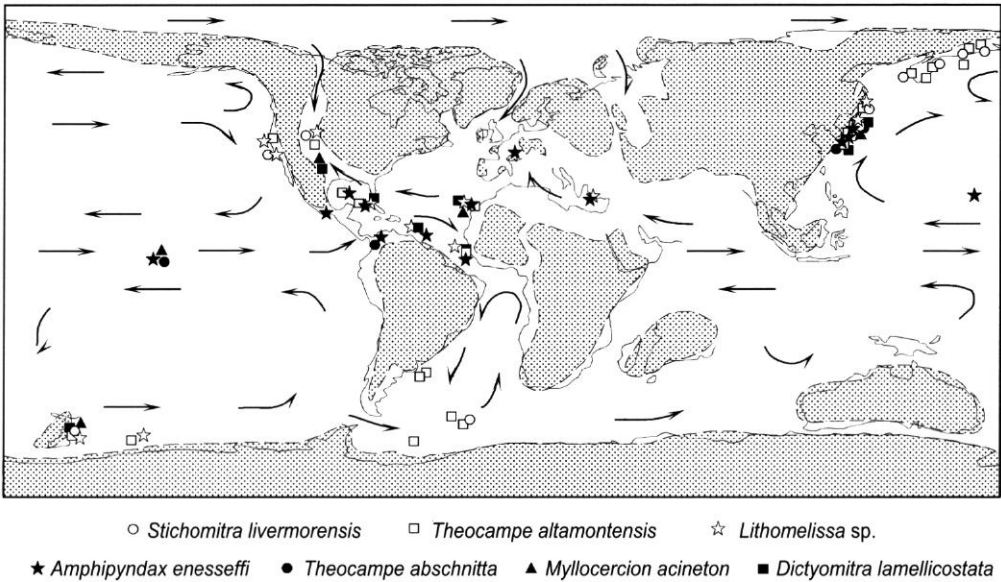 Stichomitra livermorensis Theocampe altamontensis Lithomelissa sp.
Amphipyndax enesseffi Theocampe abschnitta Myllocercion acineton Dictyomitra lamellicostata